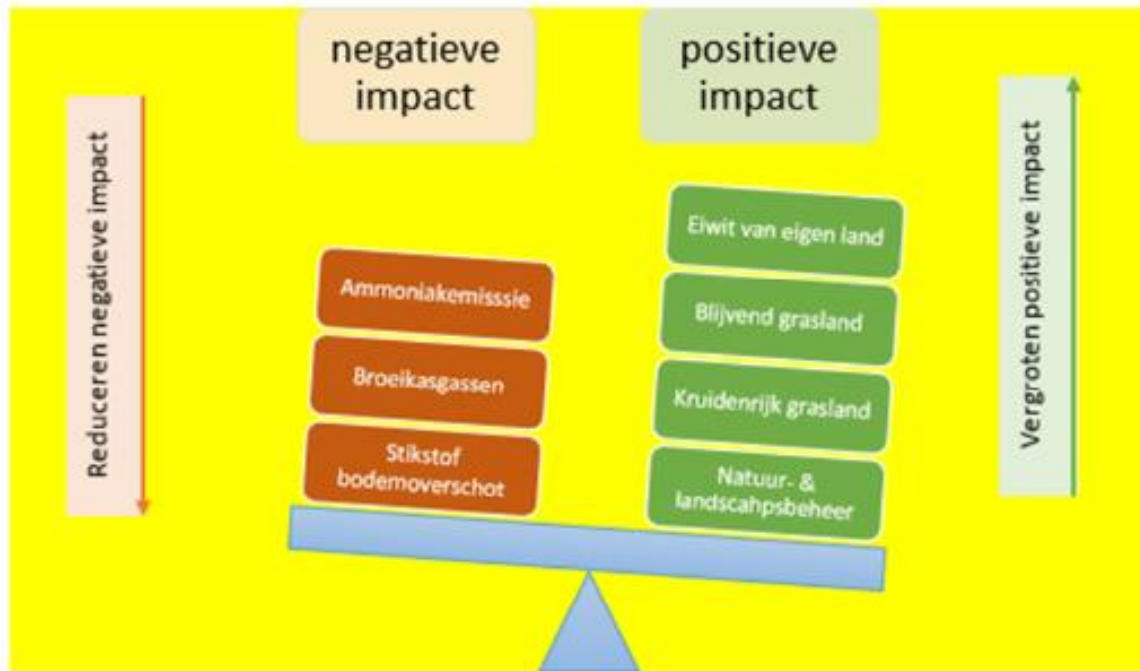 negatieve
impact
positieve
impact
Reduceren negatieve impact
Ammoniakemisssie
Broeikasgassen
Stikstof
bodemoverschot
Eiwit van eigen land
Blijvend grasland
Kruidenrijk grasland
Natuur- &
landscahpsbeheer
Vergroten positieve impact